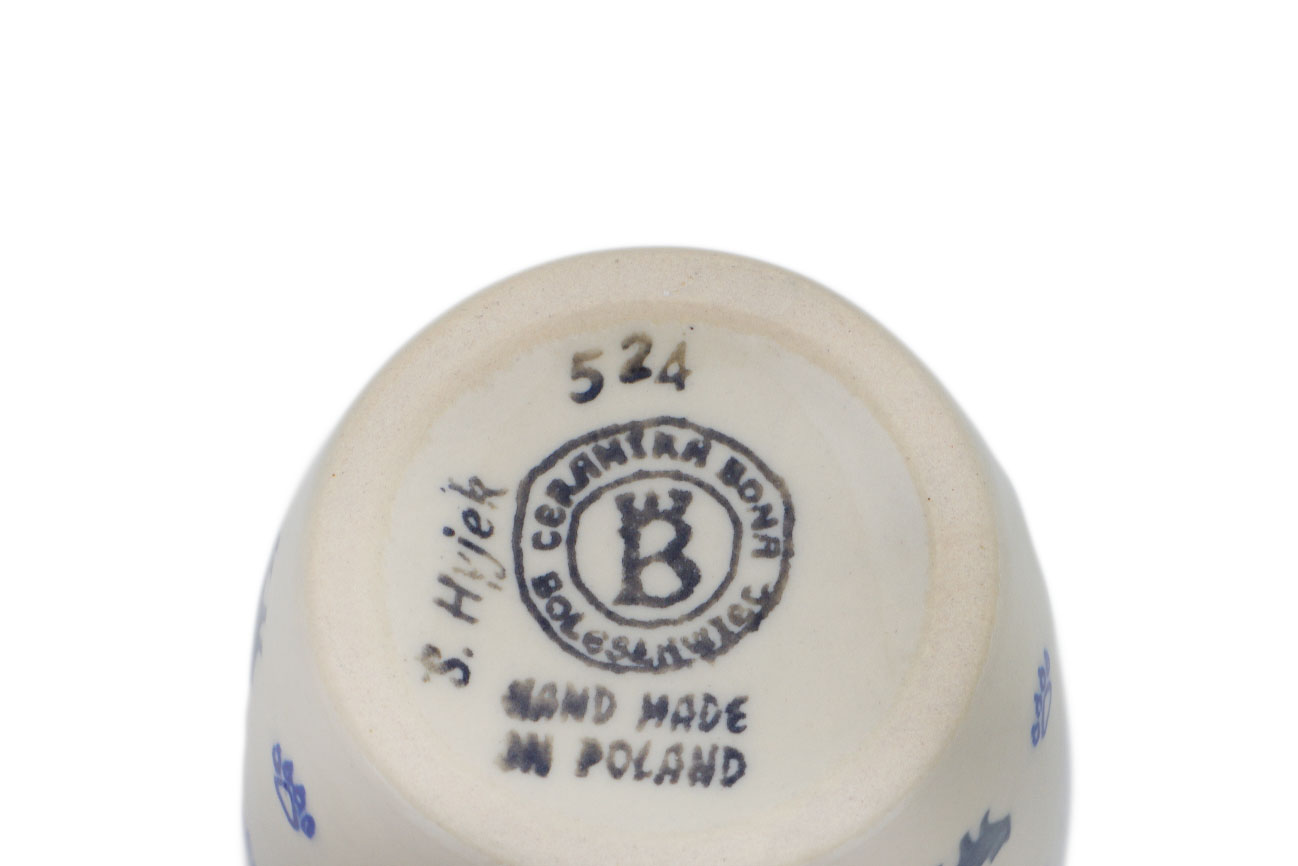 524
CERAMIKA BONA
B
BOLESŁAWIEC
S. Hyjek
HAND MADE
IN POLAND